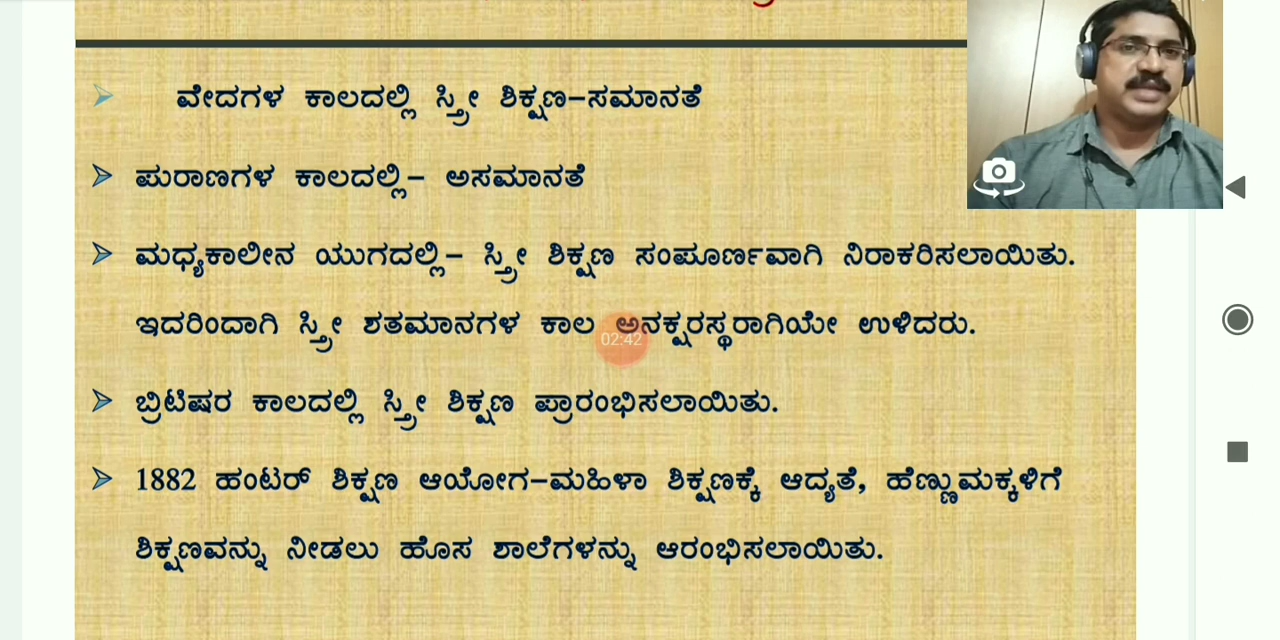 ವೇದಗಳ ಕಾಲದಲ್ಲಿ ಸ್ತ್ರೀ ಶಿಕ್ಷಣ–ಸಮಾನತೆ
ಪುರಾಣಗಳ ಕಾಲದಲ್ಲಿ– ಅಸಮಾನತೆ
ಮಧ್ಯಕಾಲೀನ ಯುಗದಲ್ಲಿ– ಸ್ತ್ರೀ ಶಿಕ್ಷಣ ಸಂಪೂರ್ಣವಾಗಿ ನಿರಾಕರಿಸಲಾಯಿತು.
ಇದರಿಂದಾಗಿ ಸ್ತ್ರೀ ಶತಮಾನಗಳ ಕಾಲ ಅನಕ್ಷರಸ್ಥರಾಗಿಯೇ ಉಳಿದರು.
02:42
ಬ್ರಿಟಿಷರ ಕಾಲದಲ್ಲಿ ಸ್ತ್ರೀ ಶಿಕ್ಷಣ ಪ್ರಾರಂಭಿಸಲಾಯಿತು.
1882 ಹಂಟರ್ ಶಿಕ್ಷಣ ಆಯೋಗ–ಮಹಿಳಾ ಶಿಕ್ಷಣಕ್ಕೆ ಆದ್ಯತೆ, ಹೆಣ್ಣುಮಕ್ಕಳಿಗೆ
ಶಿಕ್ಷಣವನ್ನು ನೀಡಲು ಹೊಸ ಶಾಲೆಗಳನ್ನು ಆರಂಭಿಸಲಾಯಿತು.